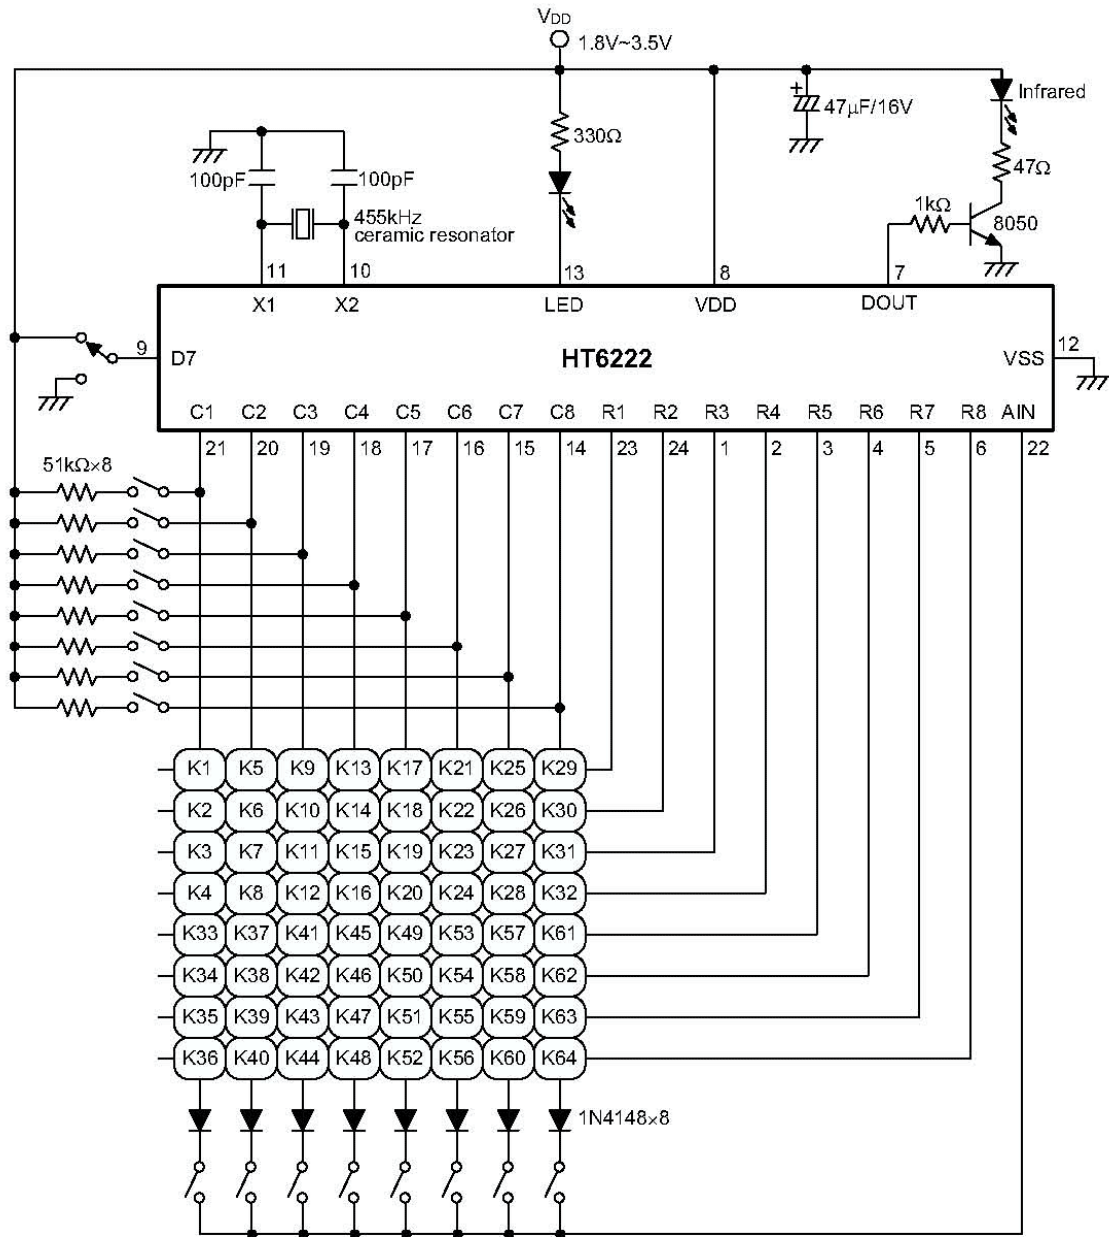 VDD
1.8V~3.5V
47μF/16V
Infrared
330Ω
47Ω
100pF
100pF
455kHz
ceramic resonator
1kΩ
8050
11
10
13
8
7
X1
X2
LED
VDD
DOUT
9
D7
HT6222
VSS
12
C1 C2 C3 C4 C5 C6 C7 C8 R1 R2 R3 R4 R5 R6 R7 R8 AIN
21 20 19 18 17 16 15 14 23 24 1 2 3 4 5 6 22
51kΩ×8
K1 K5 K9 K13 K17 K21 K25 K29
K2 K6 K10 K14 K18 K22 K26 K30
K3 K7 K11 K15 K19 K23 K27 K31
K4 K8 K12 K16 K20 K24 K28 K32
K33 K37 K41 K45 K49 K53 K57 K61
K34 K38 K42 K46 K50 K54 K58 K62
K35 K39 K43 K47 K51 K55 K59 K63
K36 K40 K44 K48 K52 K56 K60 K64
1N4148×8